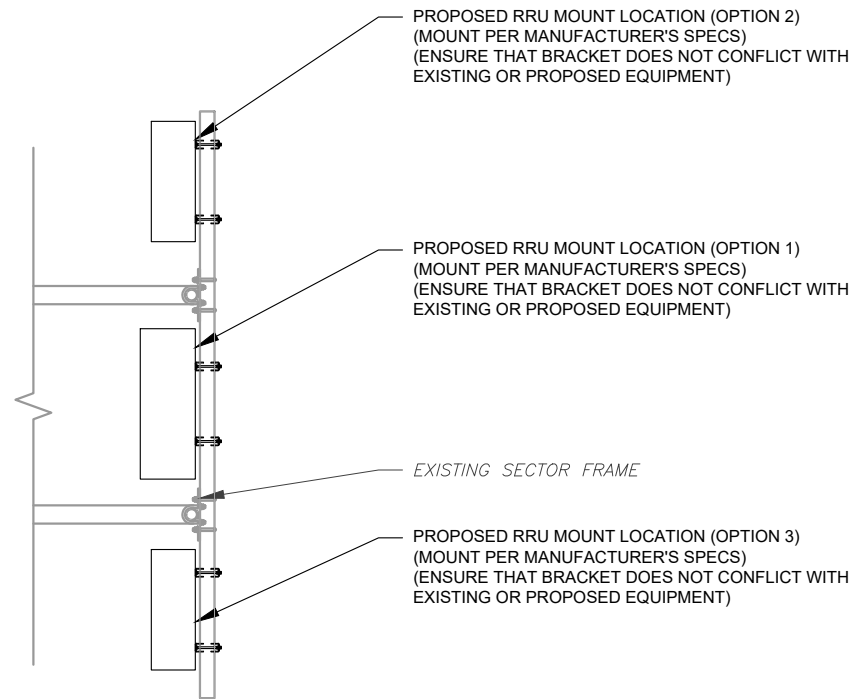 PROPOSED RRU MOUNT LOCATION (OPTION 2)
(MOUNT PER MANUFACTURER'S SPECS)
(ENSURE THAT BRACKET DOES NOT CONFLICT WITH
EXISTING OR PROPOSED EQUIPMENT)
PROPOSED RRU MOUNT LOCATION (OPTION 1)
(MOUNT PER MANUFACTURER'S SPECS)
(ENSURE THAT BRACKET DOES NOT CONFLICT WITH
EXISTING OR PROPOSED EQUIPMENT)
EXISTING SECTOR FRAME
PROPOSED RRU MOUNT LOCATION (OPTION 3)
(MOUNT PER MANUFACTURER'S SPECS)
(ENSURE THAT BRACKET DOES NOT CONFLICT WITH
EXISTING OR PROPOSED EQUIPMENT)